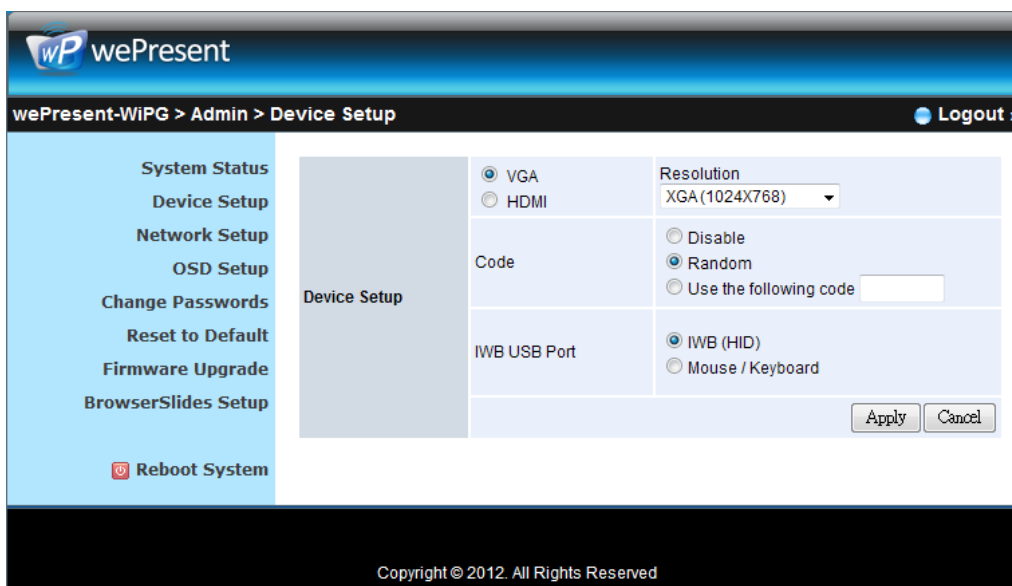 wP wePresent
wePresent-WiPG > Admin > Device Setup
Logout
System Status
Device Setup
Network Setup
OSD Setup
Change Passwords
Reset to Default
Firmware Upgrade
BrowserSlides Setup
Reboot System
Device Setup
VGA
HDMI
Resolution
XGA(1024X768)
Code
Disable
Random
Use the following code
IWB USB Port
IWB (HID)
Mouse / Keyboard
Apply
Cancel
Copyright © 2012. All Rights Reserved